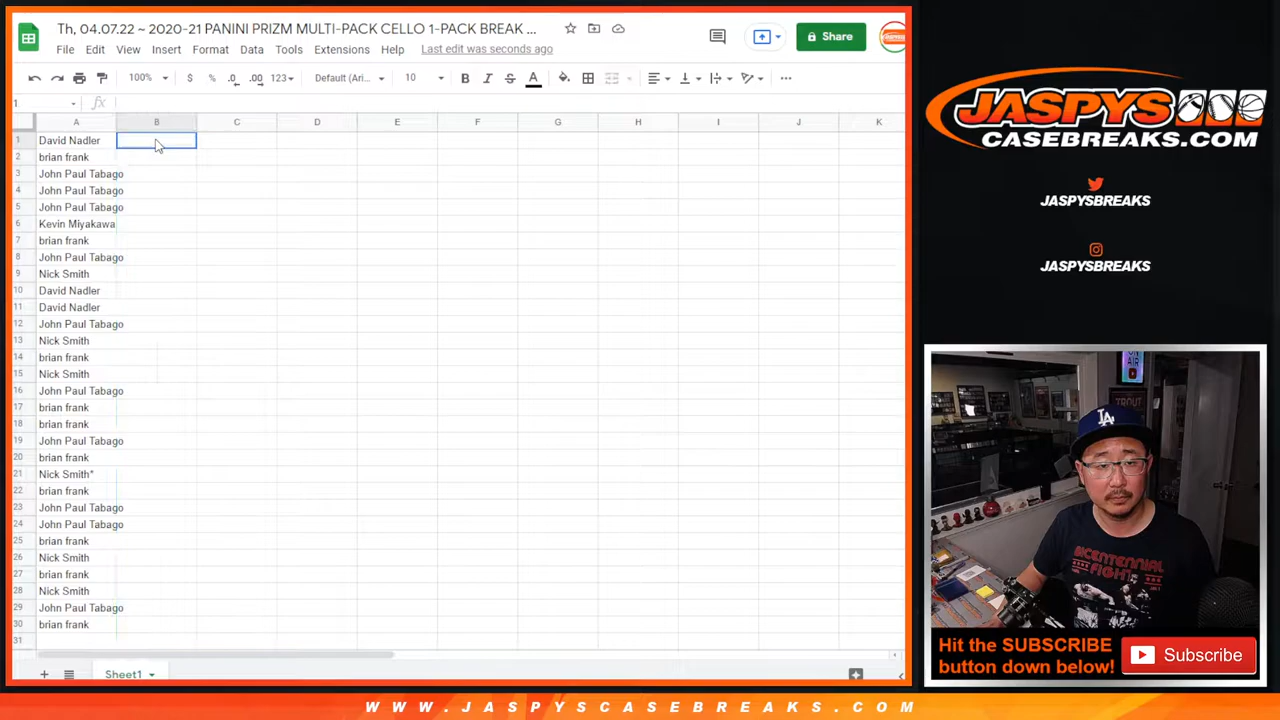 Th, 04.07.22 ~ 2020-21 PANINI PRIZM MULTI-PACK CELLO 1-PACK BREAK ...
File Edit View Insert Format Data Tools Extensions Help Last edit was seconds ago
Share
100% $ % .0 .00 123 Default (Ari... 10 B I S A
1 fx
A B C D E F G H I J K
1 David Nadler
2 brian frank
3 John Paul Tabago
4 John Paul Tabago
5 John Paul Tabago
6 Kevin Miyakawa
7 brian frank
8 John Paul Tabago
9 Nick Smith
10 David Nadler
11 David Nadler
12 John Paul Tabago
13 Nick Smith
14 brian frank
15 Nick Smith
16 John Paul Tabago
17 brian frank
18 brian frank
19 John Paul Tabago
20 brian frank
21 Nick Smith*
22 brian frank
23 John Paul Tabago
24 John Paul Tabago
25 brian frank
26 Nick Smith
27 brian frank
28 Nick Smith
29 John Paul Tabago
30 brian frank
31
Sheet1
JASPYS
CASEBREAKS.COM
JASPYSBREAKS
JASPYSBREAKS
ON
AIR
TROUT
LA
BICENTENNIAL
FIGHT
Hit the SUBSCRIBE
button down below!
Subscribe
WWW.JASPYSCASEBREAKS.COM